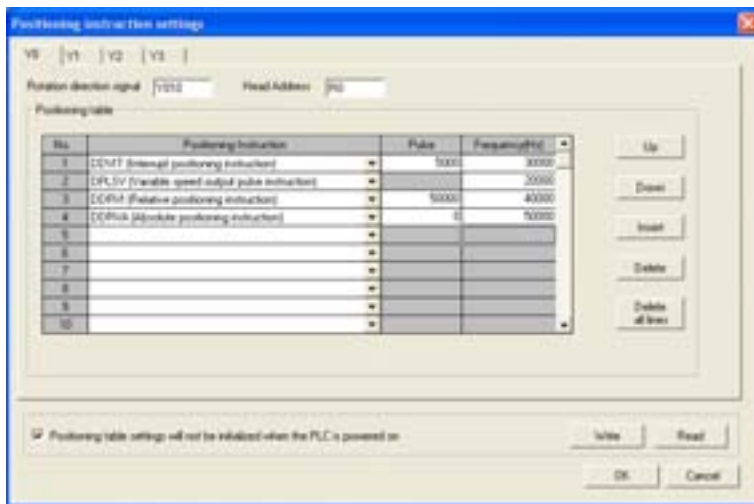 Positioning instruction settings
Y0 Y1 Y2 Y3
Rotation direction signal Y010 Head Address R0
Positioning table
No. Positioning Instruction Pulse Frequency(Hz)
1 DDVIT (Interrupt positioning instruction) 5000 30000
2 DPLSV (Variable speed output pulse instruction) 20000
3 DDRVI (Relative positioning instruction) 50000 40000
4 DDRVA (Absolute positioning instruction) 0 50000
5
6
7
8
9
10
Up
Down
Insert
Delete
Delete
all lines
Positioning table settings will not be initialized when the PLC is powered on
Write Read
OK Cancel